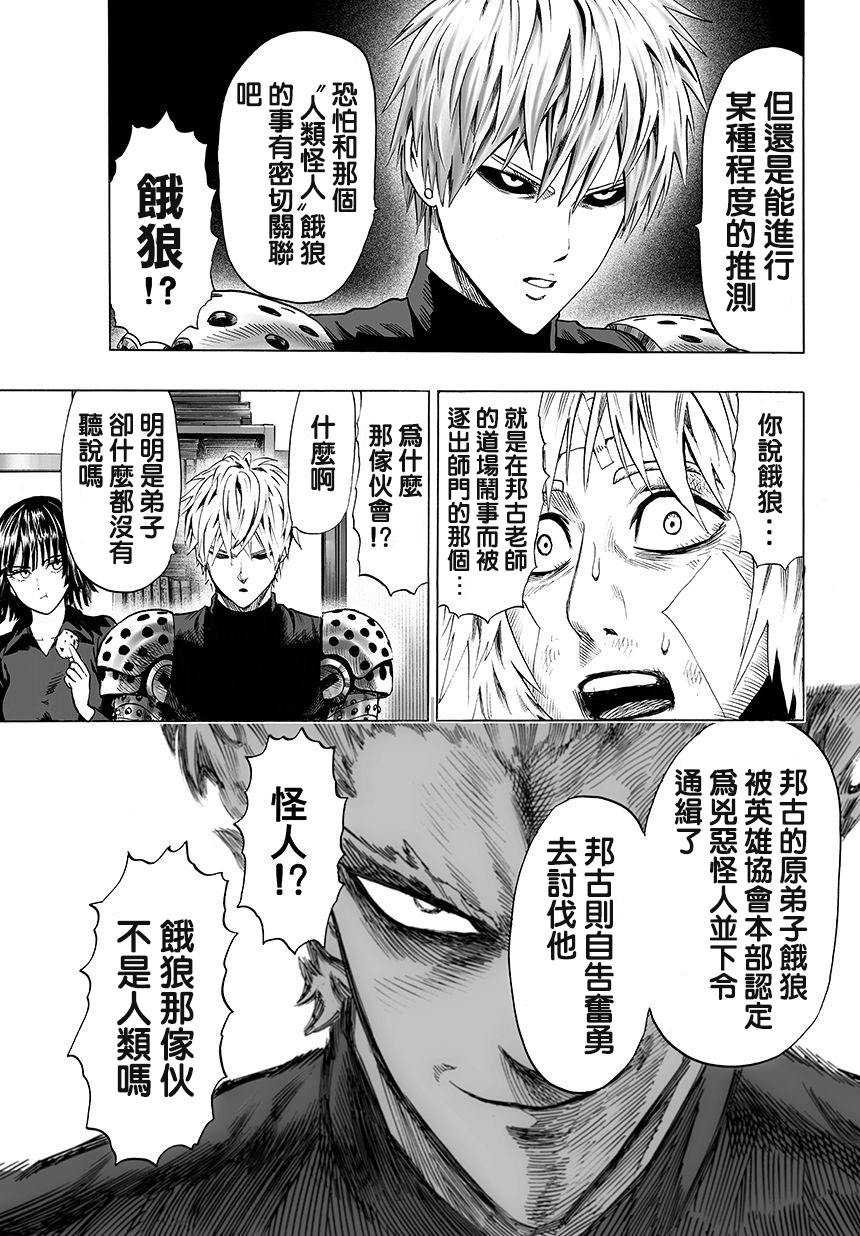 但還是能進行
某種程度的推測
恐怕和那個
〝人類怪人〞餓狼
的事有密切關聯
吧
餓狼!?
你說餓狼…
就是在邦古老師
的道場鬧事而被
逐出師門的那個…
為什麼
那傢伙會!?
什麼啊
明明是弟子
卻什麼都沒有
聽說嗎
邦古的原弟子餓狼
被英雄協會本部認定
為兇惡怪人並下令
通緝了
邦古則自告奮勇
去討伐他
怪人!?
餓狼那傢伙
不是人類嗎